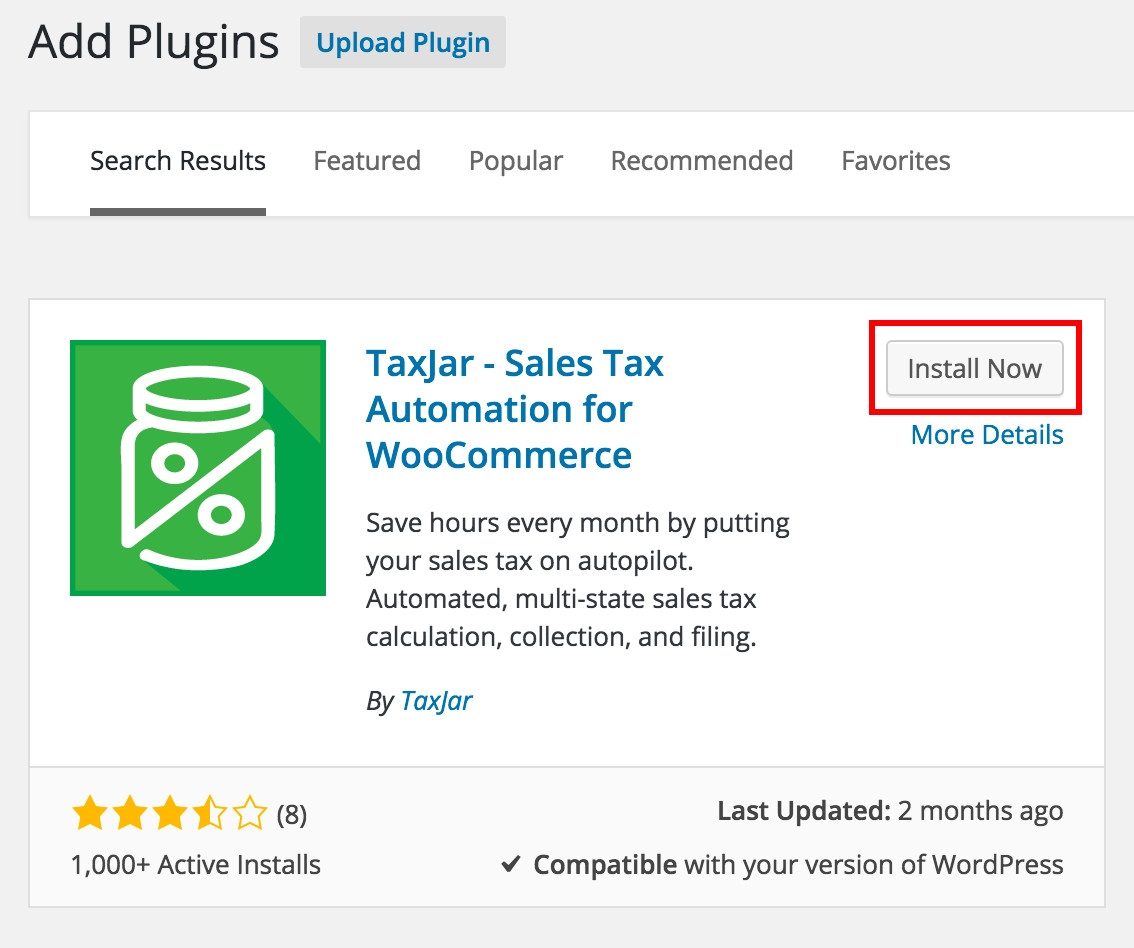 Add Plugins Upload Plugin
Search Results Featured Popular Recommended Favorites
TaxJar - Sales Tax
Automation for
WooCommerce
Install Now
More Details
Save hours every month by putting
your sales tax on autopilot.
Automated, multi-state sales tax
calculation, collection, and filing.
By TaxJar
(8)
1,000+ Active Installs
Last Updated: 2 months ago
Compatible with your version of WordPress